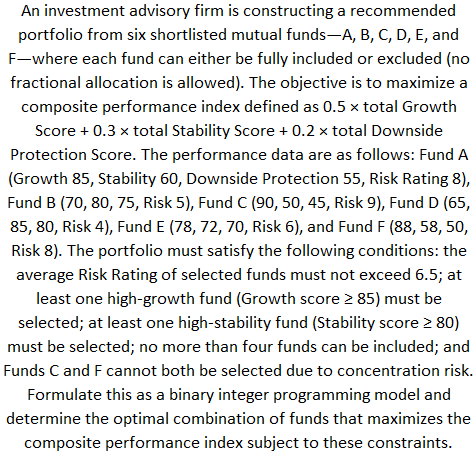 An investment advisory firm is constructing a recommended
portfolio from six shortlisted mutual funds—A, B, C, D, E, and
F—where each fund can either be fully included or excluded (no
fractional allocation is allowed). The objective is to maximize a
composite performance index defined as 0.5 × total Growth
Score + 0.3 × total Stability Score + 0.2 × total Downside
Protection Score. The performance data are as follows: Fund A
(Growth 85, Stability 60, Downside Protection 55, Risk Rating 8),
Fund B (70, 80, 75, Risk 5), Fund C (90, 50, 45, Risk 9), Fund D (65,
85, 80, Risk 4), Fund E (78, 72, 70, Risk 6), and Fund F (88, 58, 50,
Risk 8). The portfolio must satisfy the following conditions: the
average Risk Rating of selected funds must not exceed 6.5; at
least one high-growth fund (Growth score ≥ 85) must be
selected; at least one high-stability fund (Stability score ≥ 80)
must be selected; no more than four funds can be included; and
Funds C and F cannot both be selected due to concentration risk.
Formulate this as a binary integer programming model and
determine the optimal combination of funds that maximizes the
composite performance index subject to these constraints.